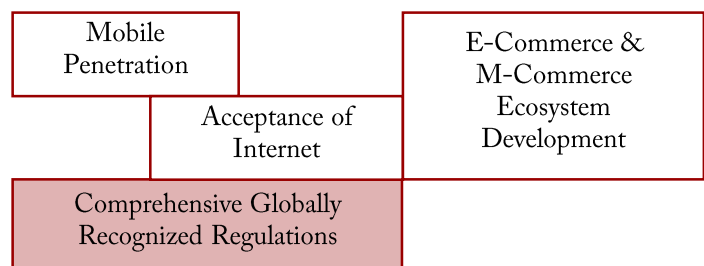 Mobile
Penetration
Acceptance of
Internet
E-Commerce &
M-Commerce
Ecosystem
Development
Comprehensive Globally
Recognized Regulations